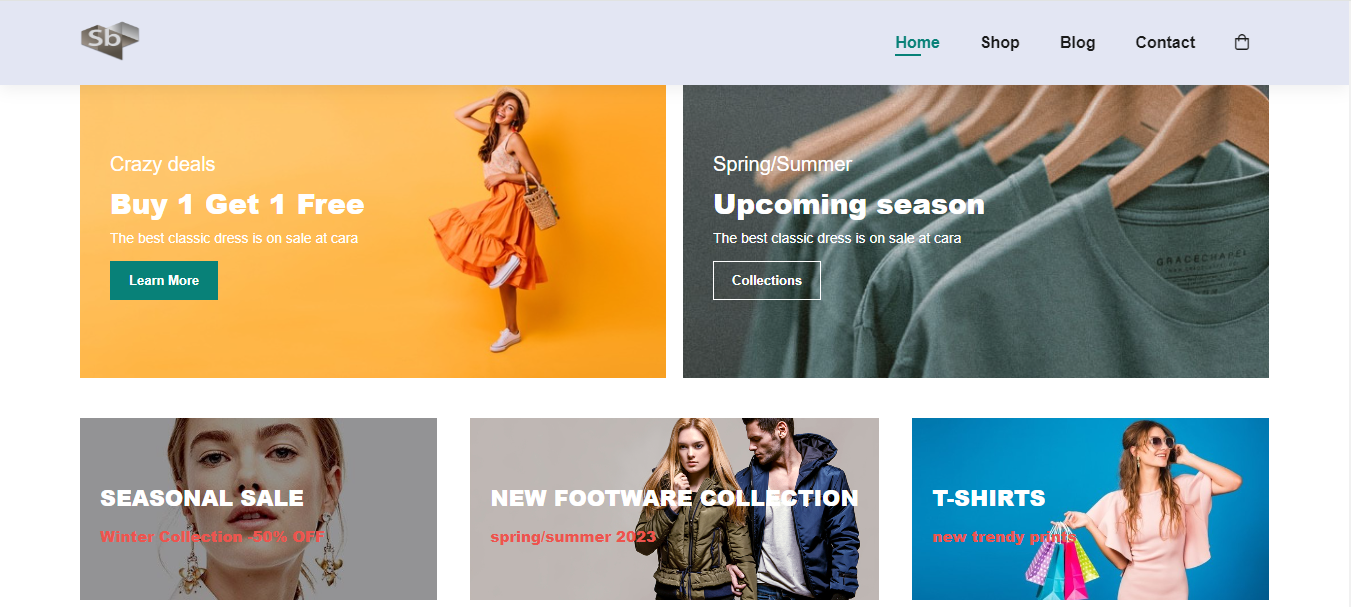 Sb
Home
Shop
Blog
Contact
Crazy deals
Buy 1 Get 1 Free
The best classic dress is on sale at cara
Learn More
Spring/Summer
Upcoming season
The best classic dress is on sale at cara
Collections
GRACECHAPEL
SEASONAL SALE
Winter Collection -50% OFF
NEW FOOTWARE COLLECTION
spring/summer 2023
T-SHIRTS
new trendy prints